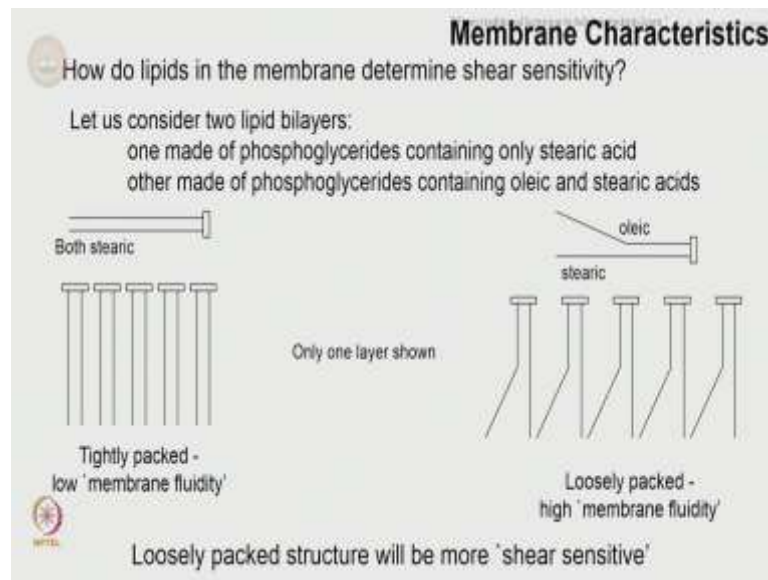 Membrane Characteristics
How do lipids in the membrane determine shear sensitivity?
Let us consider two lipid bilayers:
one made of phosphoglycerides containing only stearic acid
other made of phosphoglycerides containing oleic and stearic acids
Both stearic
oleic
stearic
Only one layer shown
Tightly packed -
low `membrane fluidity'
Loosely packed -
high `membrane fluidity'
NPTEL
Loosely packed structure will be more `shear sensitive'